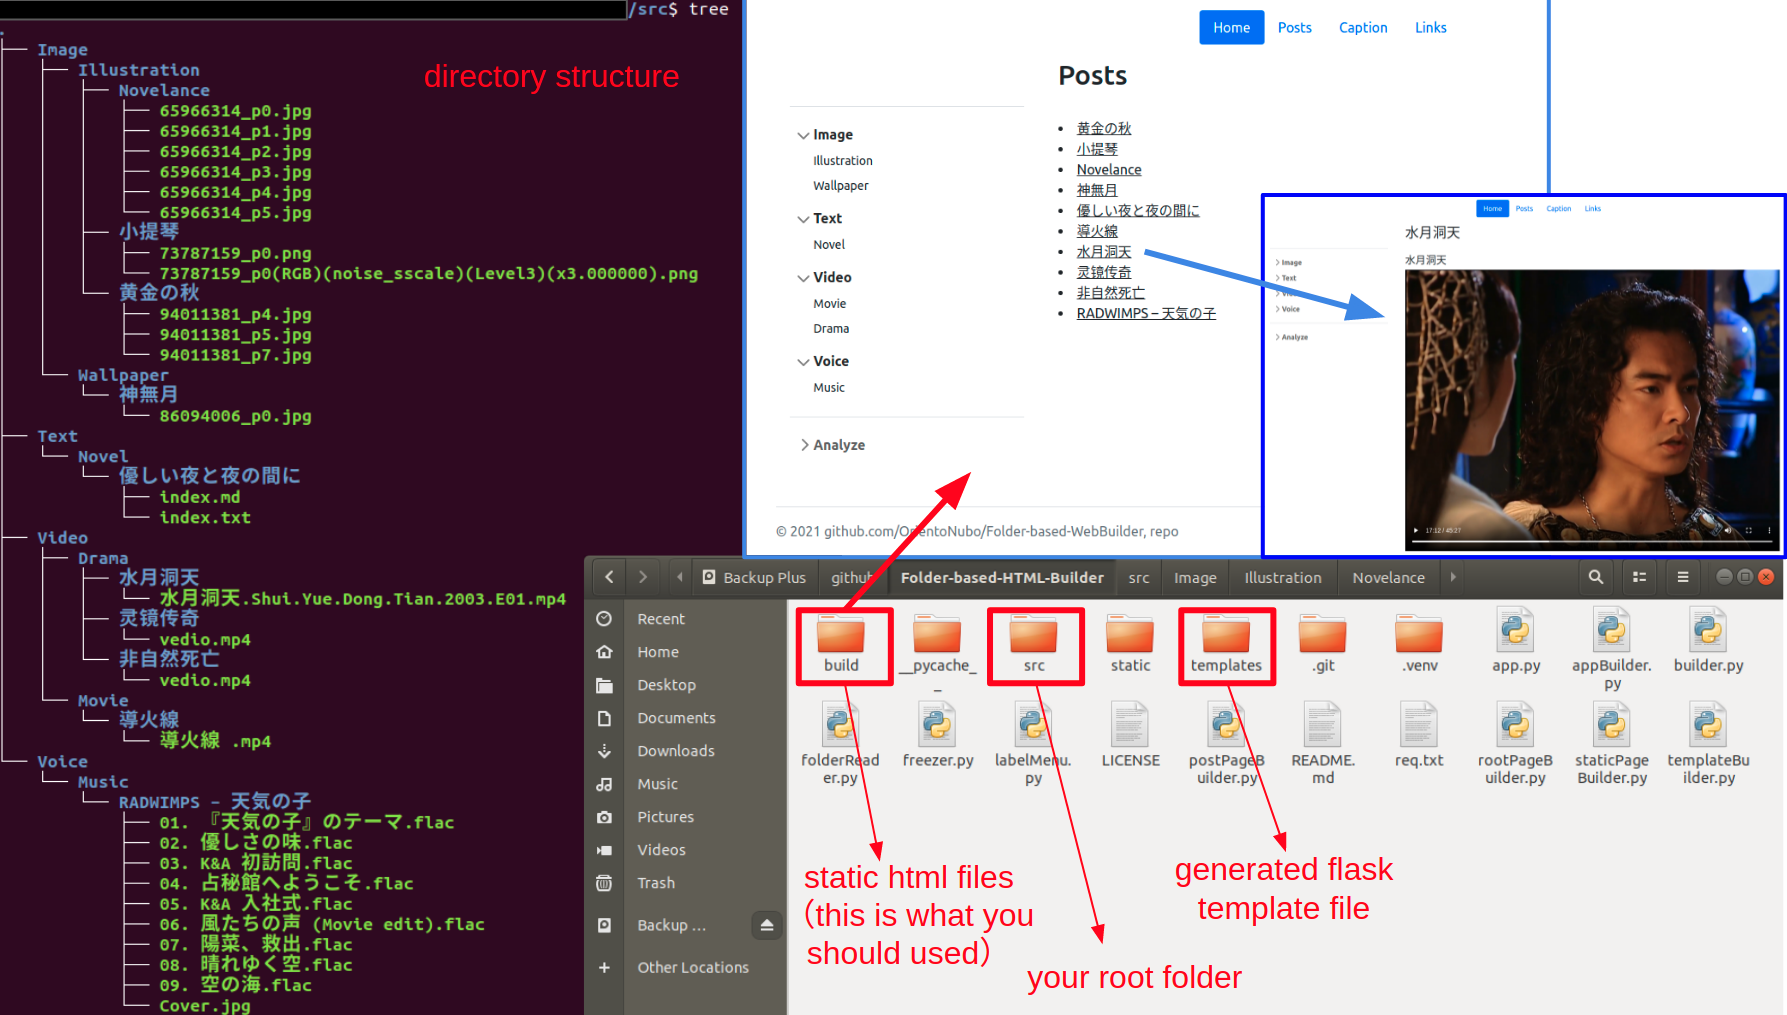 /src$ tree
.
Image
Illustration
Novelance
65966314_p0.jpg
65966314_p1.jpg
65966314_p2.jpg
65966314_p3.jpg
65966314_p4.jpg
65966314_p5.jpg
小提琴
73787159_p0.png
73787159_p0(RGB)(noise_sscale)(Level3)(x3.000000).png
黄金の秋
94011381_p4.jpg
94011381_p5.jpg
94011381_p7.jpg
Wallpaper
神無月
86094006_p0.jpg
Text
Novel
優しい夜と夜の間に
index.md
index.txt
Video
Drama
水月洞天
水月洞天.Shui.Yue.Dong.Tian.2003.E01.mp4
灵镜传奇
vedio.mp4
非自然死亡
vedio.mp4
Movie
導火線
導火線 .mp4
Voice
Music
RADWIMPS – 天気の子
01. 『天気の子』のテーマ.flac
02. 優しさの味.flac
03. K&A 初訪問.flac
04. 占秘館へようこそ.flac
05. K&A 入社式.flac
06. 風たちの声 (Movie edit).flac
07. 陽菜、救出.flac
08. 晴れゆく空.flac
09. 空の海.flac
Cover.jpg
directory structure
Home Posts Caption Links
Image
Illustration
Wallpaper
Text
Novel
Video
Movie
Drama
Voice
Music
Analyze
Posts
黄金の秋
小提琴
Novelance
神無月
優しい夜と夜の間に
導火線
水月洞天
灵镜传奇
非自然死亡
RADWIMPS – 天気の子
© 2021 github.com/OrientoNubo/Folder-based-WebBuilder, repo
Home Posts Caption Links
Image
Text
Voice
Analyze
水月洞天
水月洞天
17:12 / 45:27
Backup Plus github Folder-based-HTML-Builder src Image Illustration Novelance
Recent
Home
Desktop
Documents
Downloads
Music
Pictures
Videos
Trash
Backup …
Other Locations
build __pycache_ src static templates .git .venv app.py appBuilder. builder.py
_ py
folderRead freezer.py labelMenu. LICENSE postPageB README. req.txt rootPageB staticPage templateBu
er.py py uilder.py md uilder.py Builder.py ilder.py
static html files
(this is what you
should used)
your root folder
generated flask
template file